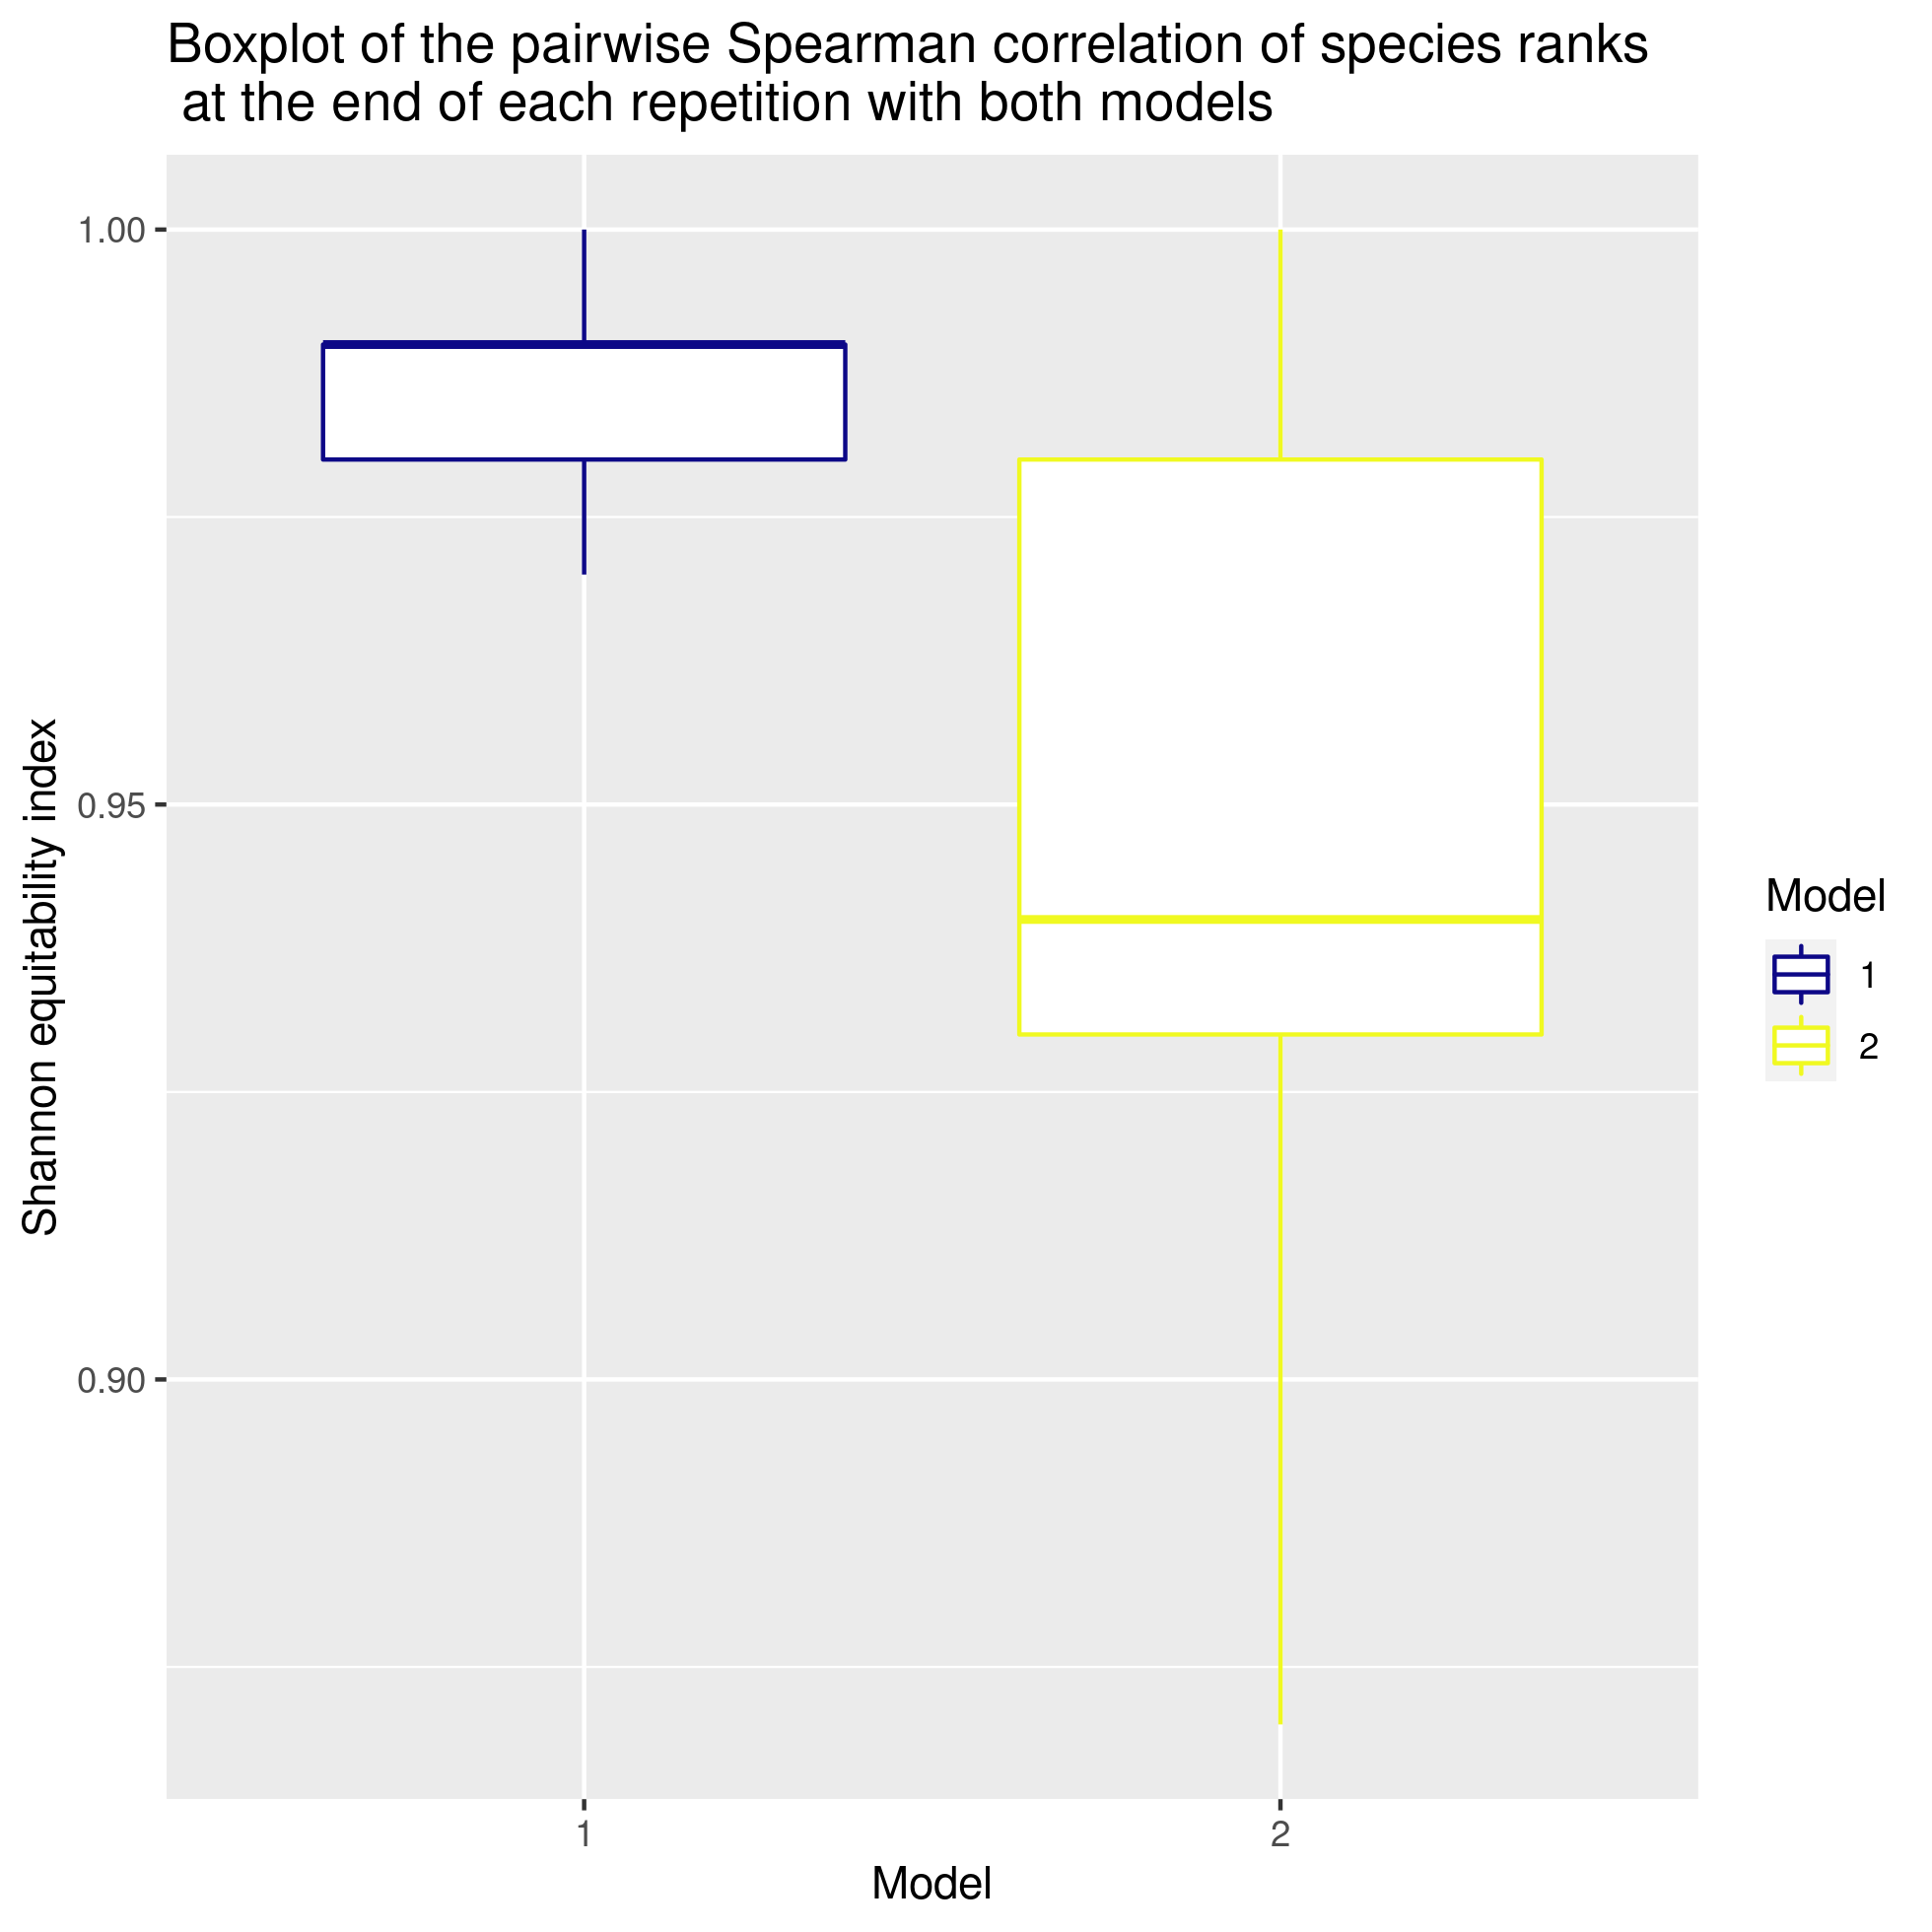 Boxplot of the pairwise Spearman correlation of species ranks
at the end of each repetition with both models
1.00
0.95
0.90
Shannon equitability index
1
2
Model
Model
1
2